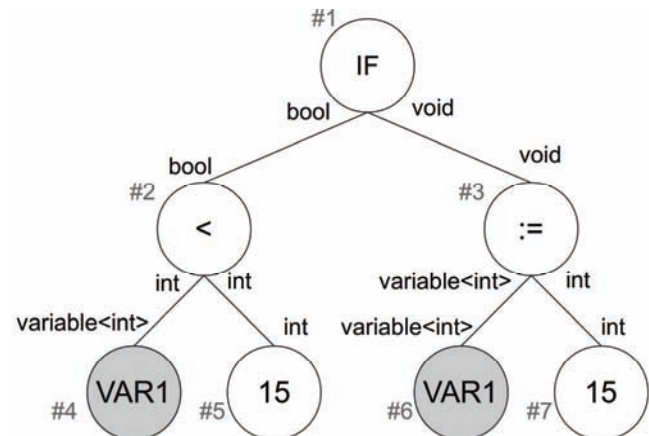 #1
IF
bool void
bool void
#2 #3
< :=
int int variable<int> int
variable<int> int variable<int> int
VAR1 15 VAR1 15
#4 #5 #6 #7